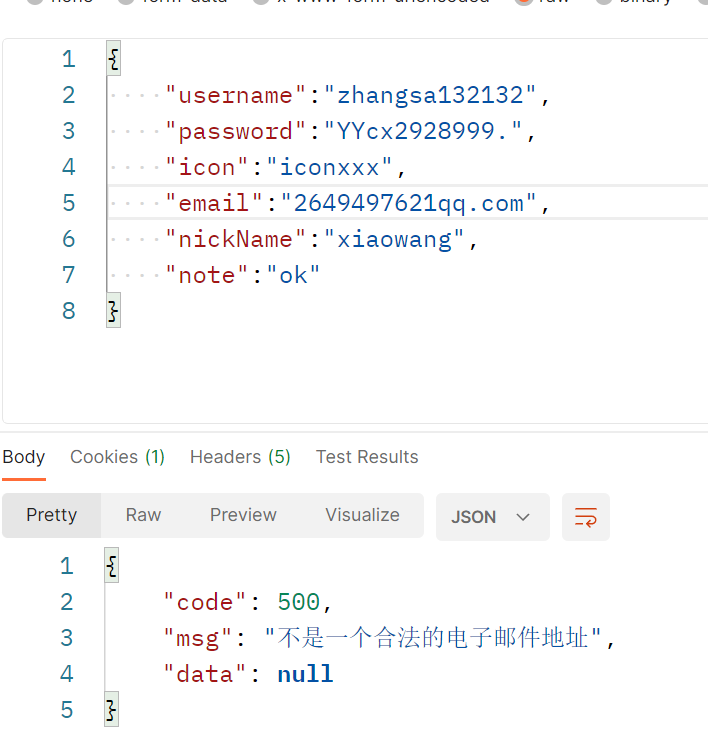 none form-data x-www-form-urlencoded raw binary
1 {
2 "username":"zhangsa132132",
3 "password":"YYcx2928999.",
4 "icon":"iconxxx",
5 "email":"2649497621qq.com",
6 "nickName":"xiaowang",
7 "note":"ok"
8 }
Body Cookies (1) Headers (5) Test Results
Pretty Raw Preview Visualize JSON
1 {
2 "code": 500,
3 "msg": "不是一个合法的电子邮件地址",
4 "data": null
5 }